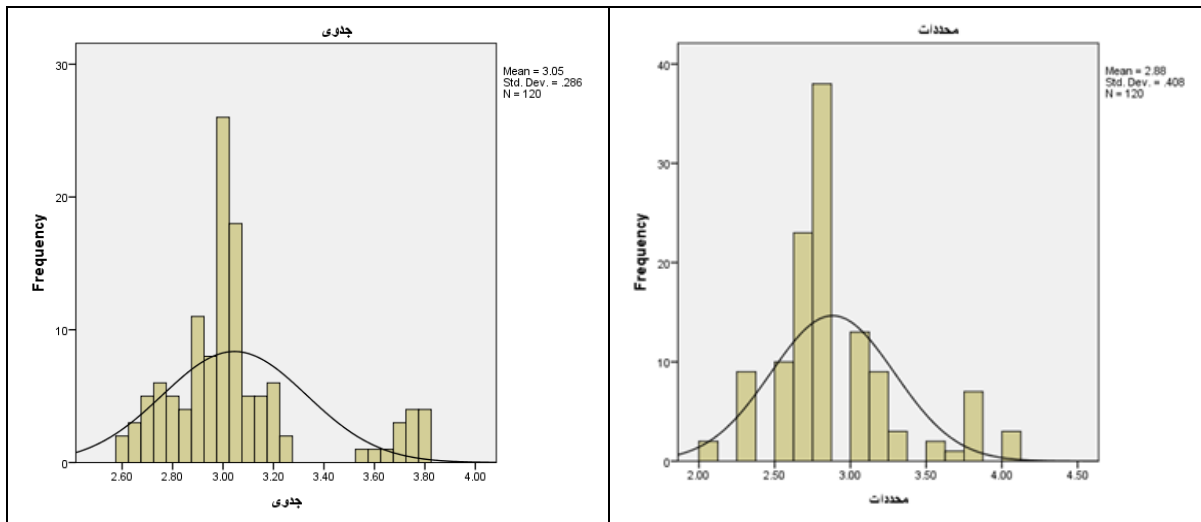 جدوى
Mean = 3.05
Std. Dev. = .286
N = 120
30
20
10
0
Frequency
2.60 2.80 3.00 3.20 3.40 3.60 3.80 4.00
جدوى
محددات
Mean = 2.88
Std. Dev. = .408
N = 120
40
30
20
10
0
Frequency
2.00 2.50 3.00 3.50 4.00 4.50
محددات